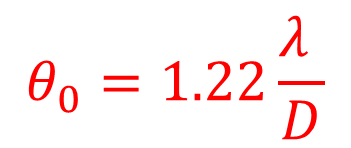 θ₀ = 1.22 λ/D